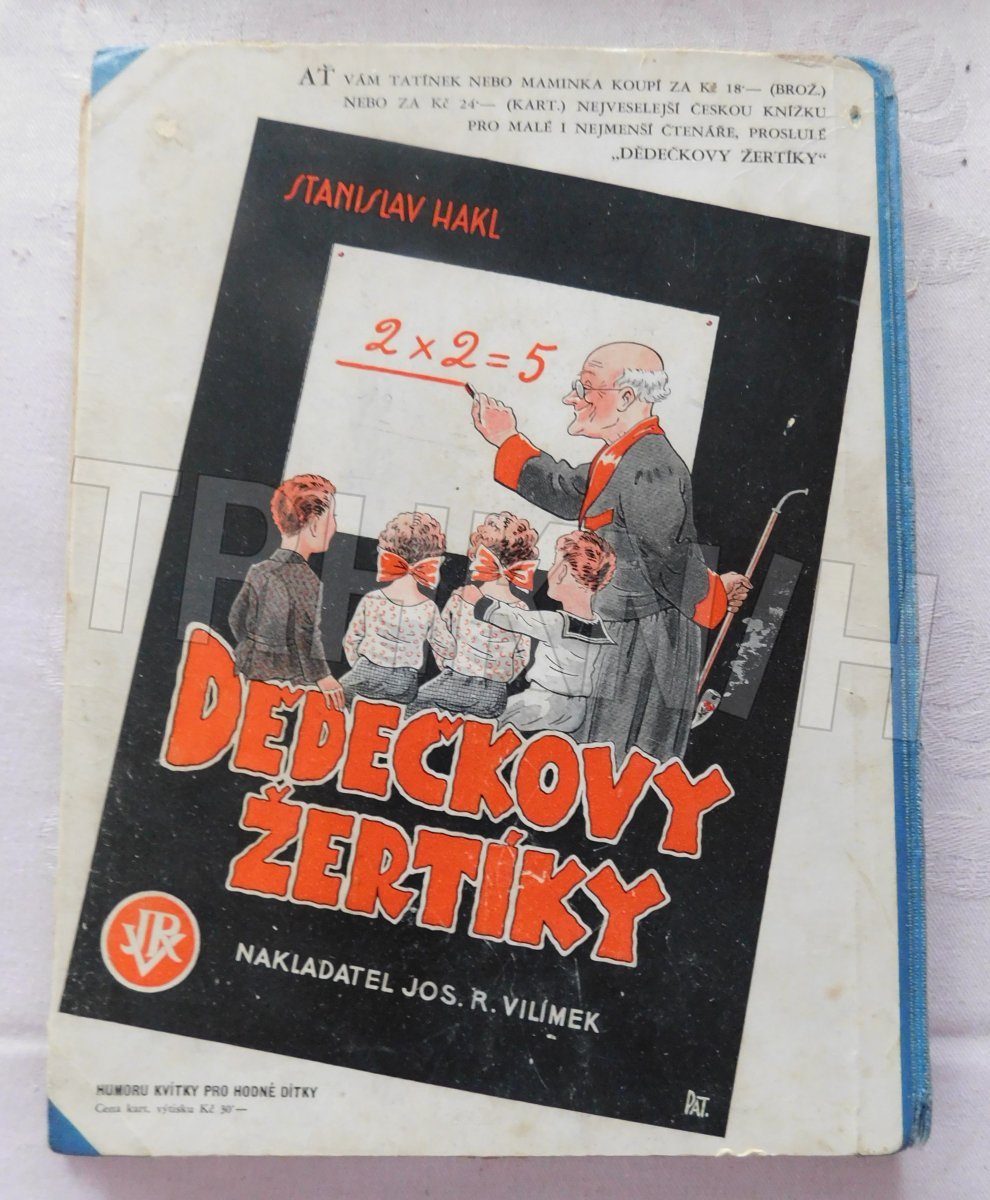 AŤ VÁM TATÍNEK NEBO MAMINKA KOUPÍ ZA Kč 18·— (BROŽ.)
NEBO ZA Kč 24·— (KART.) NEJVESELEJŠÍ ČESKOU KNÍŽKU
PRO MALÉ I NEJMENŠÍ ČTENÁŘE, PROSLULÉ
„DĚDEČKOVY ŽERTÍKY“
STANISLAV HAKL
2 x 2 = 5
DĚDEČKOVY
ŽERTÍKY
JRV
NAKLADATEL JOS. R. VILÍMEK
PAT.
HUMORU KVÍTKY PRO HODNÉ DÍTKY
Cena kart. výtisku Kč 30·—